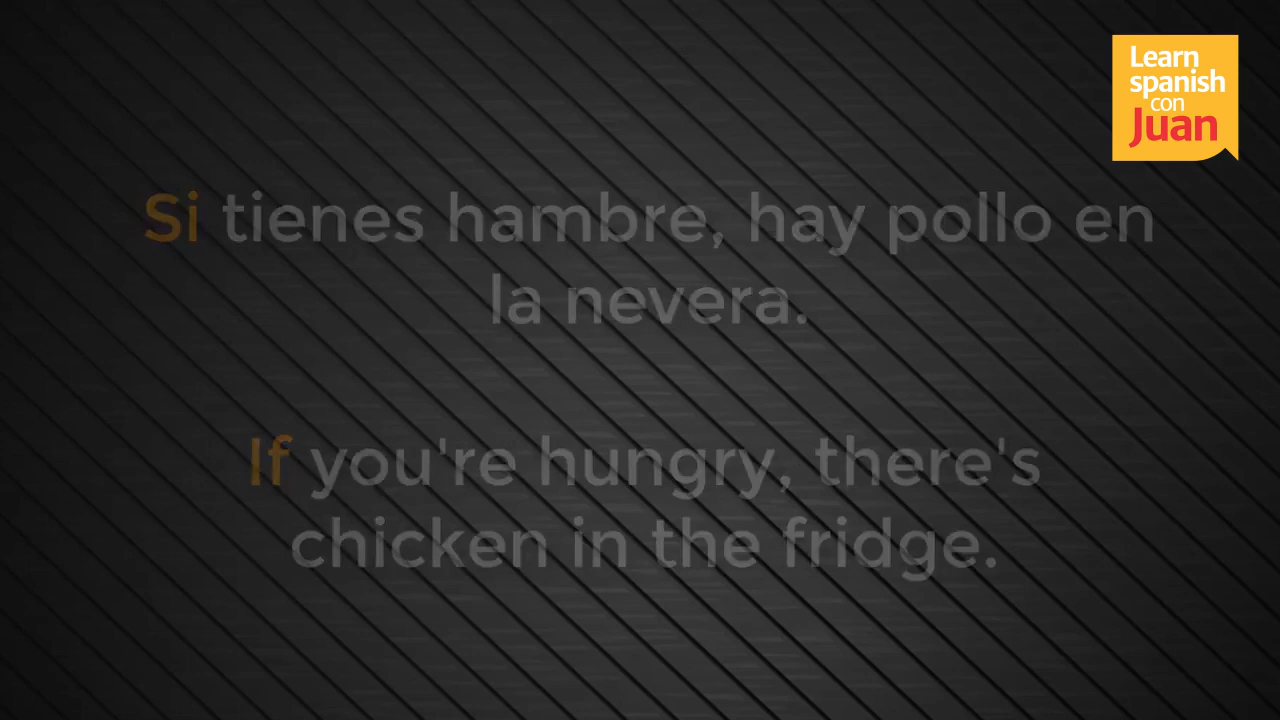 Learn
spanish
con
Juan
Si tienes hambre, hay pollo en
la nevera.
If you're hungry, there's
chicken in the fridge.